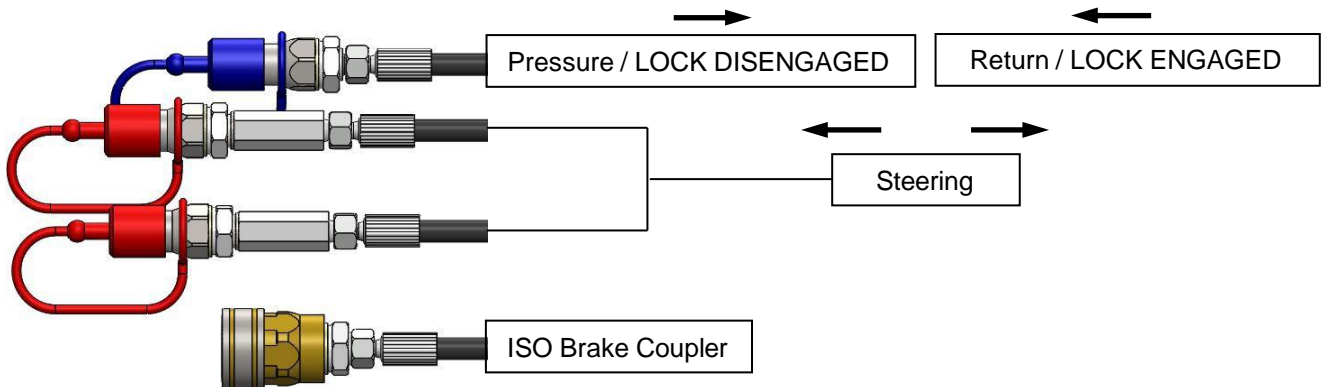 Pressure / LOCK DISENGAGED
Return / LOCK ENGAGED
Steering
ISO Brake Coupler